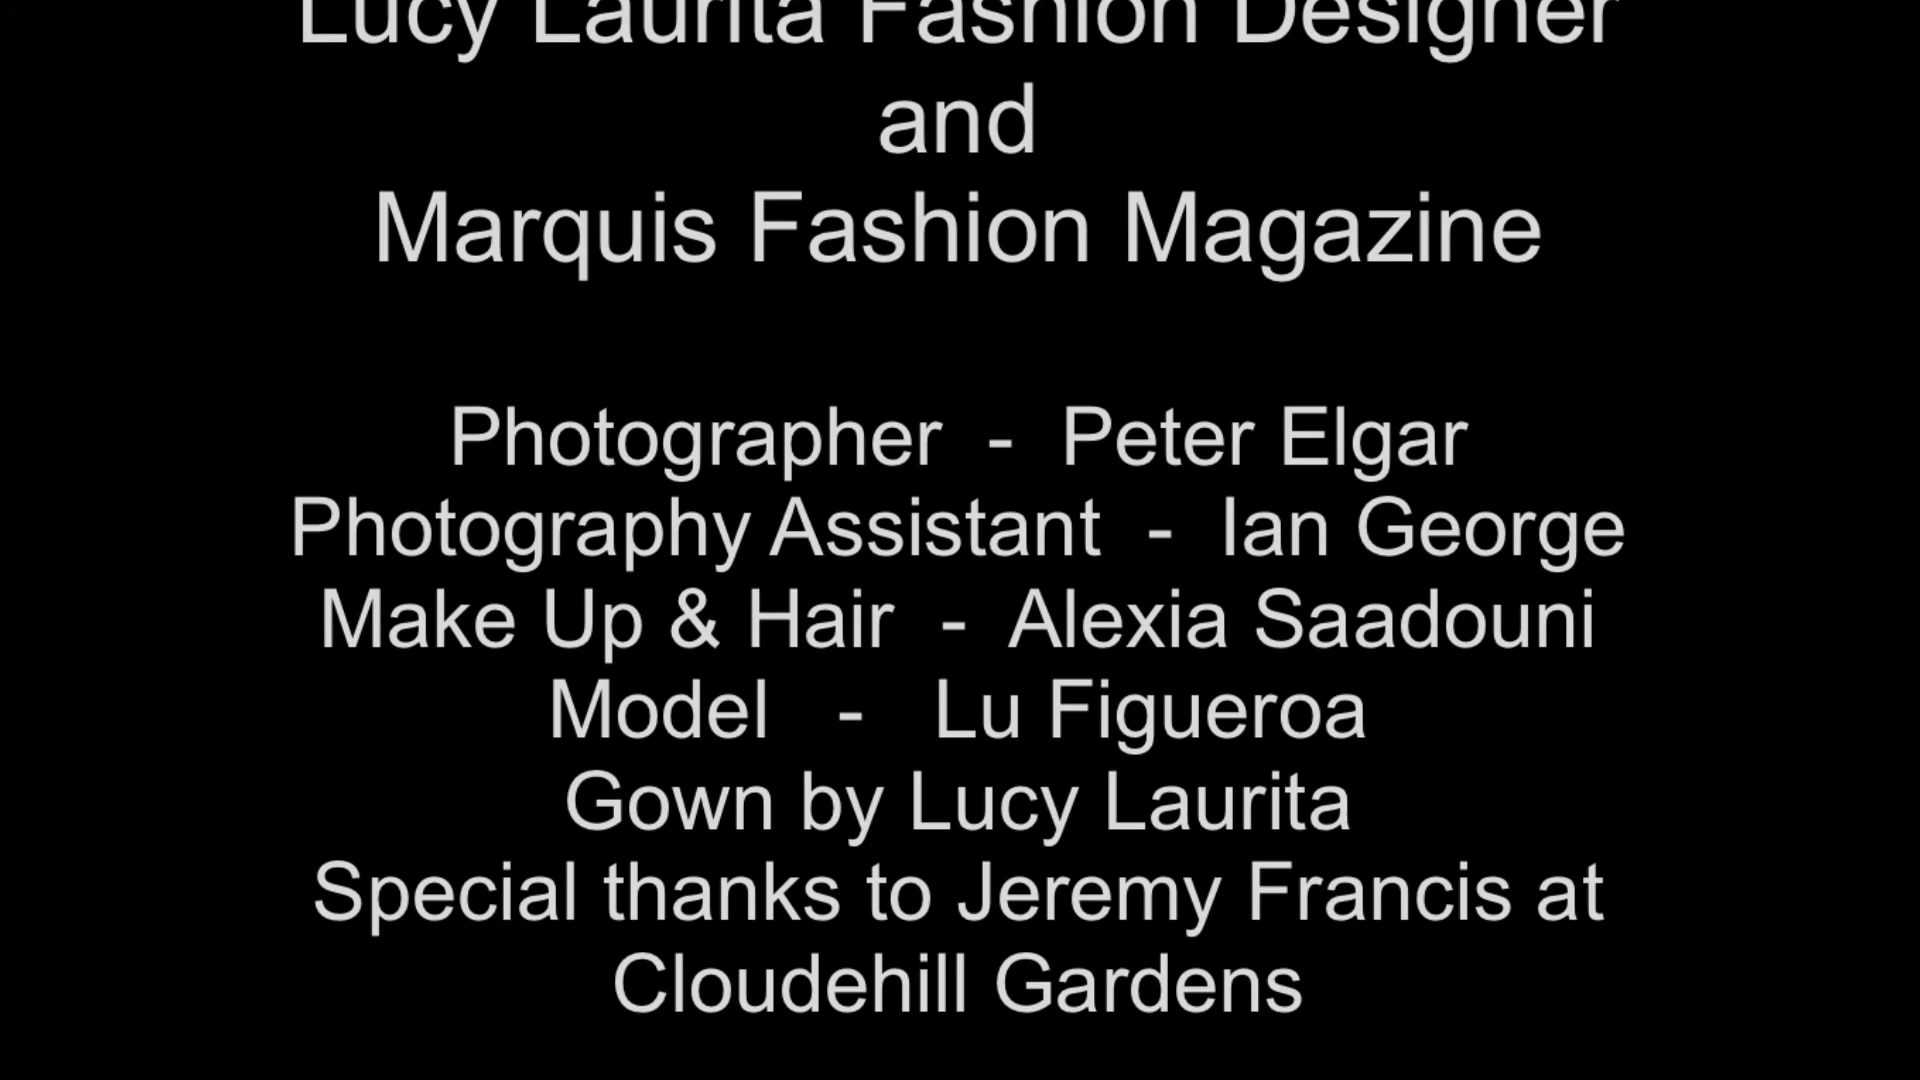 Lucy Laurita Fashion Designer
and
Marquis Fashion Magazine
Photographer - Peter Elgar
Photography Assistant - Ian George
Make Up & Hair - Alexia Saadouni
Model - Lu Figueroa
Gown by Lucy Laurita
Special thanks to Jeremy Francis at
Cloudehill Gardens